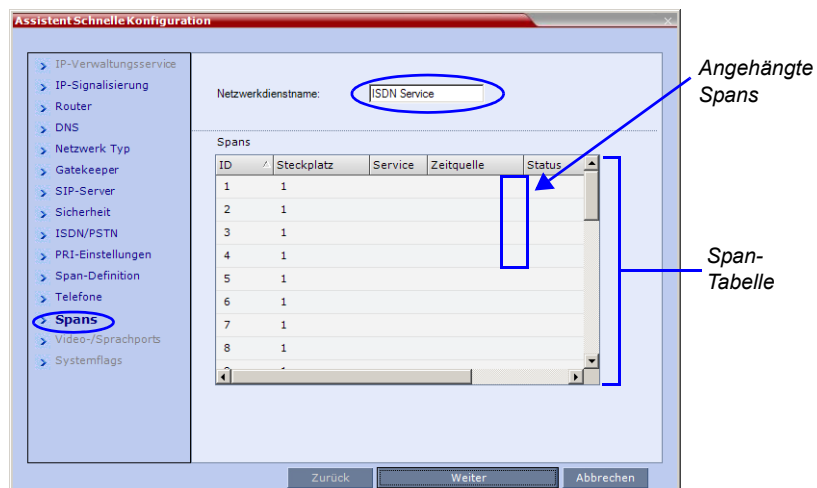 Assistent Schnelle Konfiguration
IP-Verwaltungsservice
IP-Signalisierung
Router
DNS
Netzwerk Typ
Gatekeeper
SIP-Server
Sicherheit
ISDN/PSTN
PRI-Einstellungen
Span-Definition
Telefone
Spans
Video-/Sprachports
Systemflags
Netzwerkdienstname: ISDN Service
Spans
ID Steckplatz Service Zeitquelle Status
1 1
2 1
3 1
4 1
5 1
6 1
7 1
8 1
Zurück Weiter Abbrechen
Angehängte
Spans
Span-
Tabelle